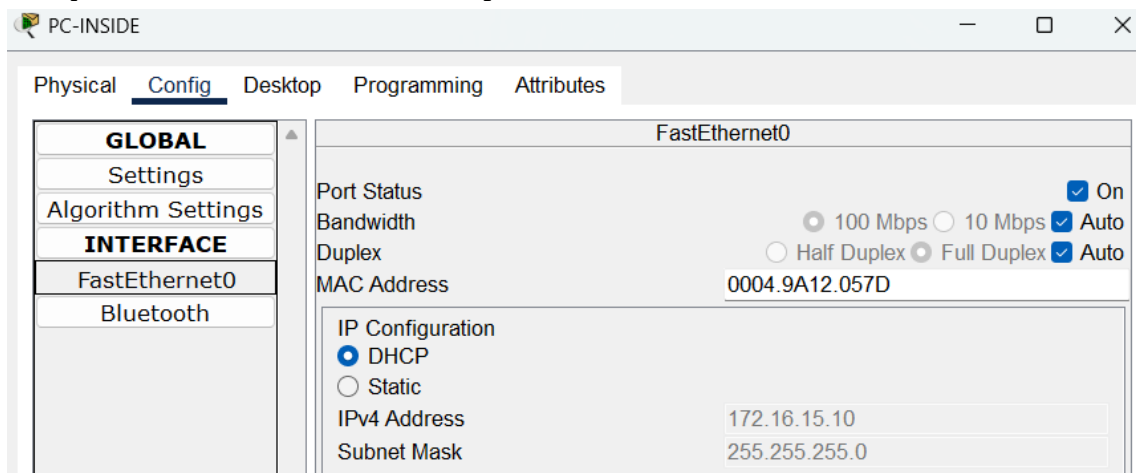 PC-INSIDE
Physical Config Desktop Programming Attributes
GLOBAL
Settings
Algorithm Settings
INTERFACE
FastEthernet0
Bluetooth
FastEthernet0
Port Status On
Bandwidth 100 Mbps 10 Mbps Auto
Duplex Half Duplex Full Duplex Auto
MAC Address 0004.9A12.057D
IP Configuration
DHCP
Static
IPv4 Address 172.16.15.10
Subnet Mask 255.255.255.0